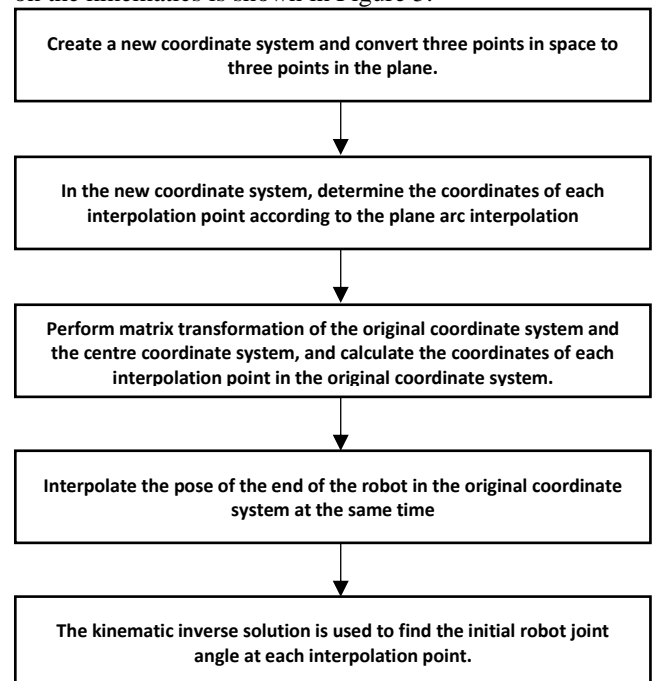 on the kinematics is shown in Figure 3.
Create a new coordinate system and convert three points in space to
three points in the plane.
In the new coordinate system, determine the coordinates of each
interpolation point according to the plane arc interpolation
Perform matrix transformation of the original coordinate system and
the centre coordinate system, and calculate the coordinates of each
interpolation point in the original coordinate system.
Interpolate the pose of the end of the robot in the original coordinate
system at the same time
The kinematic inverse solution is used to find the initial robot joint
angle at each interpolation point.